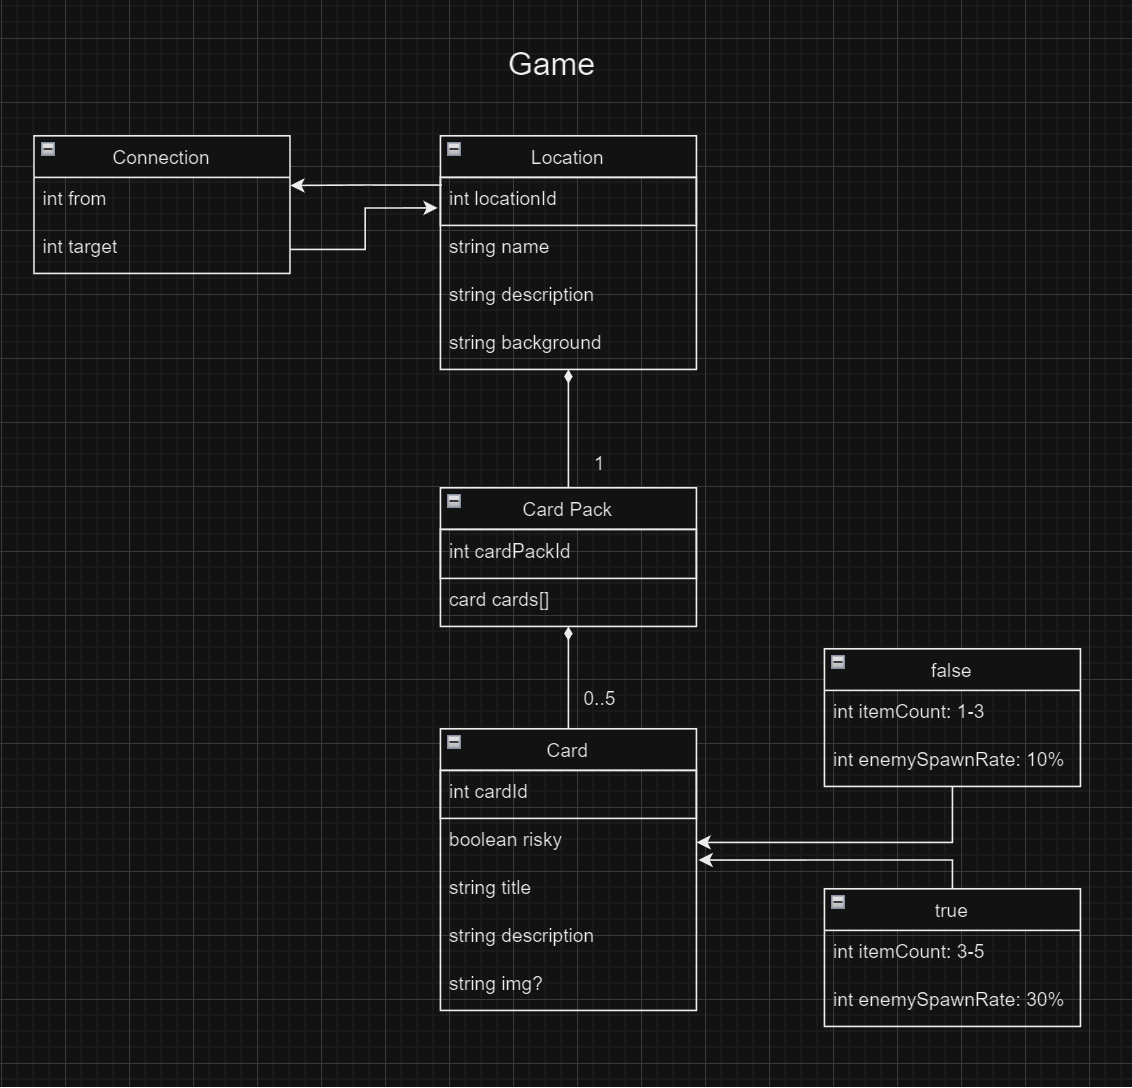 Game
Connection
int from
int target
Location
int locationId
string name
string description
string background
1
Card Pack
int cardPackId
card cards[]
0..5
Card
int cardId
boolean risky
string title
string description
string img?
false
int itemCount: 1-3
int enemySpawnRate: 10%
true
int itemCount: 3-5
int enemySpawnRate: 30%